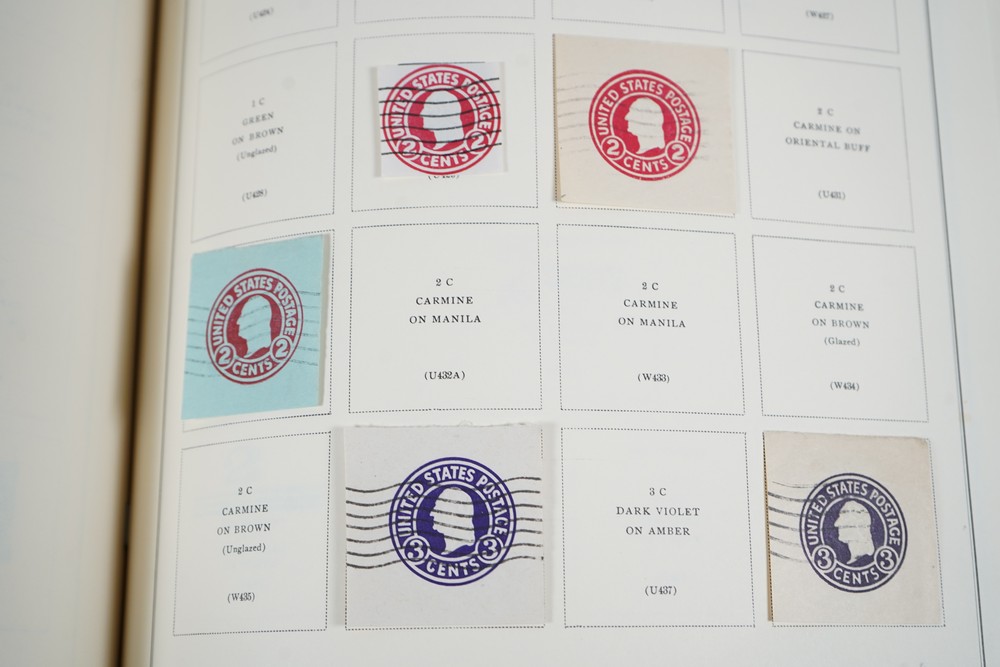 (W427)
1 C
GREEN
ON BROWN
(Unglazed)
(U428)
UNITED STATES POSTAGE
2 CENTS 2
UNITED STATES POSTAGE
2 CENTS 2
2 C
CARMINE ON
ORIENTAL BUFF
(U431)
UNITED STATES POSTAGE
2 CENTS 2
2 C
CARMINE
ON MANILA
(U432A)
2 C
CARMINE
ON MANILA
(W433)
2 C
CARMINE
ON BROWN
(Glazed)
(W434)
2 C
CARMINE
ON BROWN
(Unglazed)
(W435)
UNITED STATES POSTAGE
3 CENTS 3
3 C
DARK VIOLET
ON AMBER
(U437)
UNITED STATES POSTAGE
3 CENTS 3